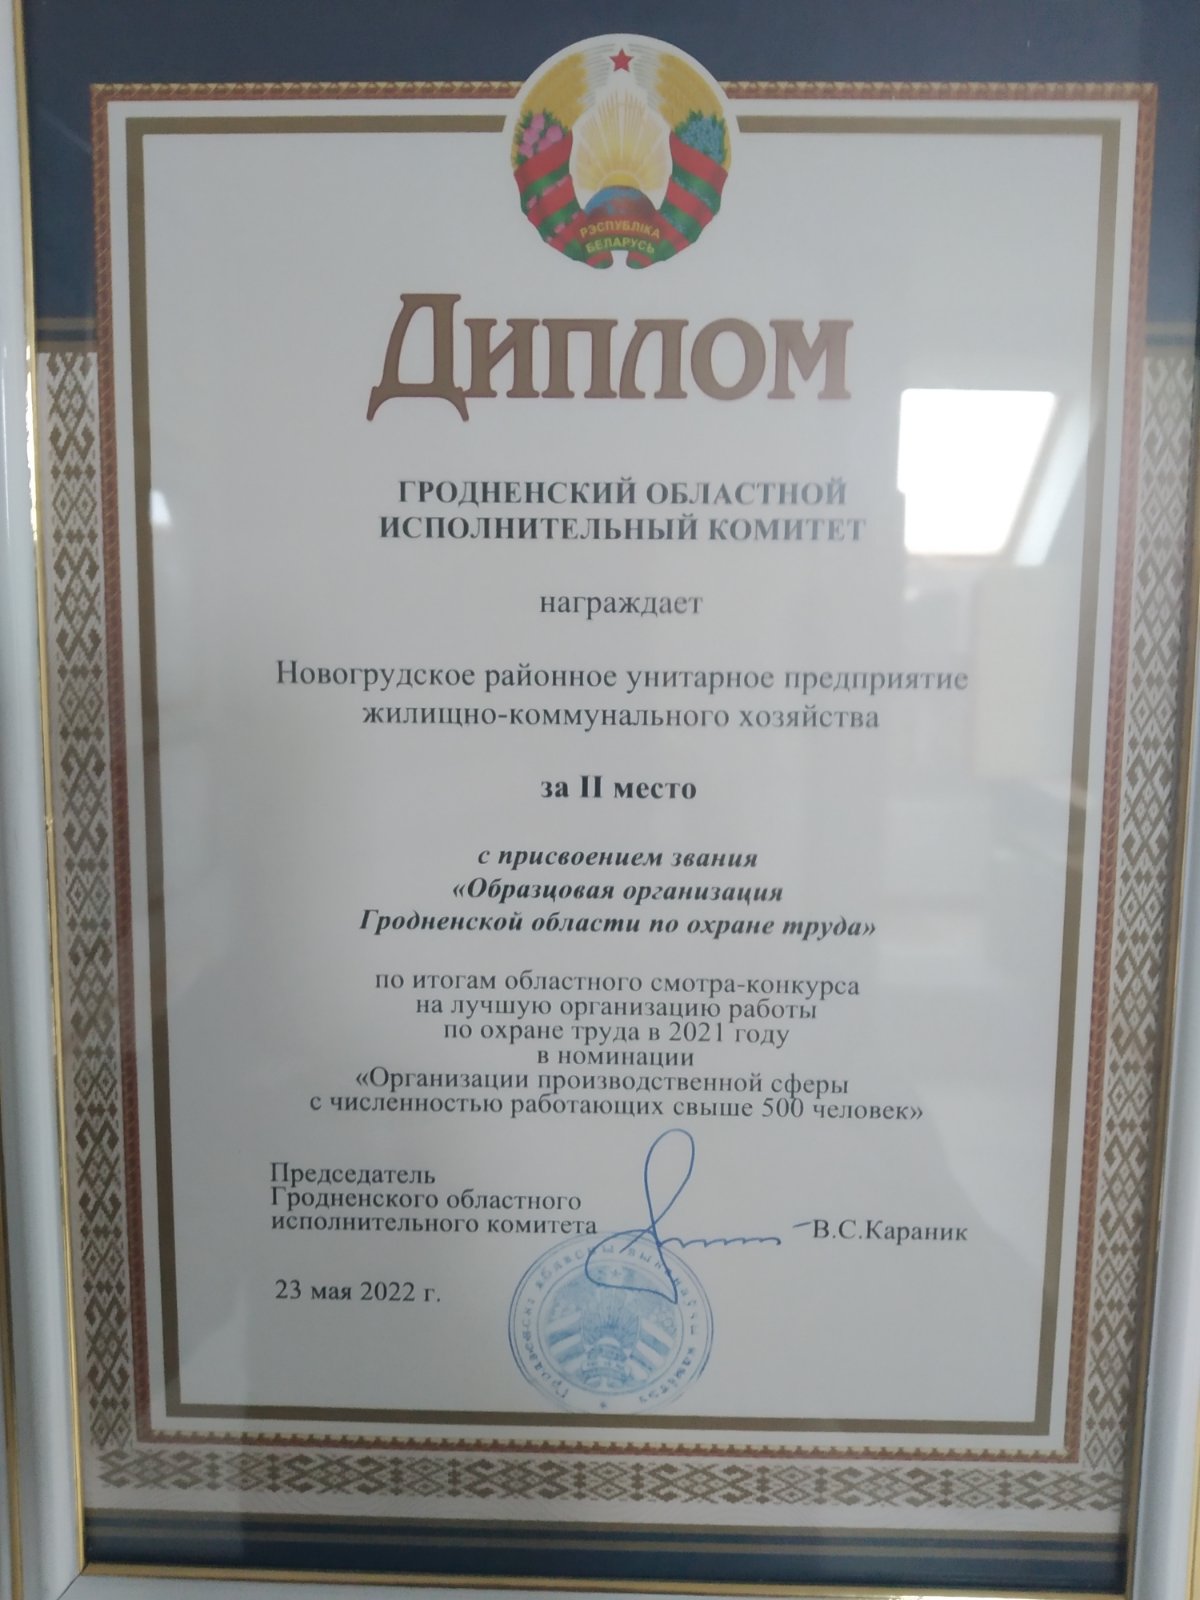 РЭСПУБЛІКА
БЕЛАРУСЬ
Диплом
ГРОДНЕНСКИЙ ОБЛАСТНОЙ
ИСПОЛНИТЕЛЬНЫЙ КОМИТЕТ
награждает
Новогрудское районное унитарное предприятие
жилищно-коммунального хозяйства
за II место
с присвоением звания
«Образцовая организация
Гродненской области по охране труда»
по итогам областного смотра-конкурса
на лучшую организацию работы
по охране труда в 2021 году
в номинации
«Организации производственной сферы
с численностью работающих свыше 500 человек»
Председатель
Гродненского областного
исполнительного комитета
В.С.Караник
23 мая 2022 г.